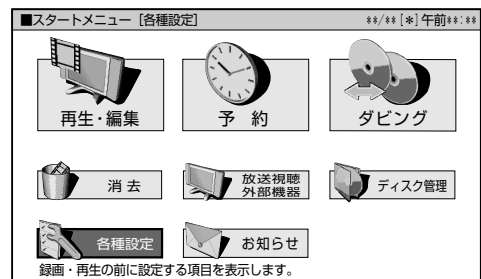 ■スタートメニュー［各種設定］ **/**[*]午前**:**
再生・編集 予約 ダビング
消去 放送視聴 外部機器 ディスク管理
各種設定 お知らせ
録画・再生の前に設定する項目を表示します。